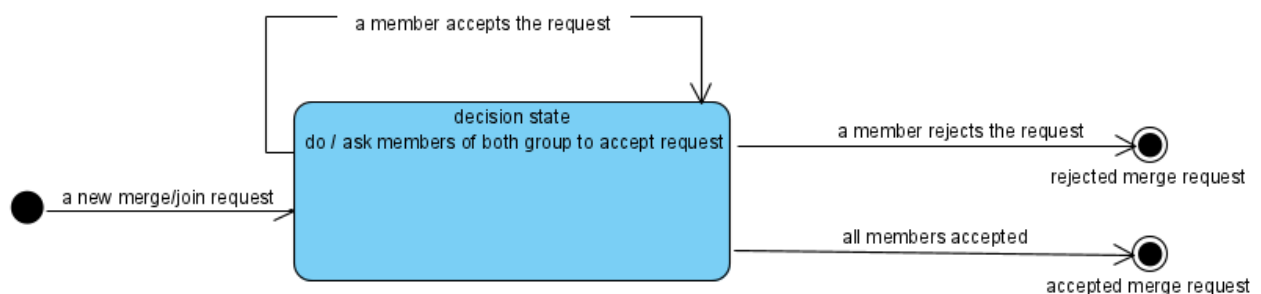 a member accepts the request
decision state
do / ask members of both group to accept request
a member rejects the request
rejected merge request
a new merge/join request
all members accepted
accepted merge request